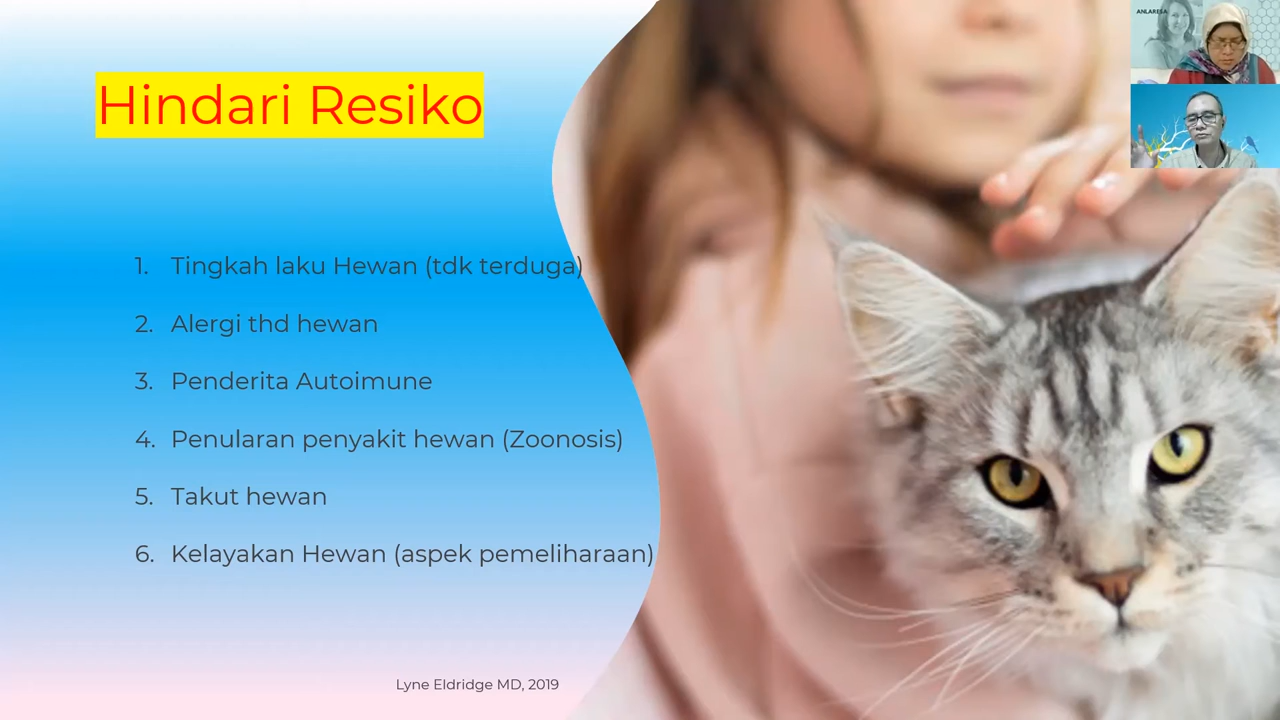 Hindari Resiko
1. Tingkah laku Hewan (tdk terduga)
2. Alergi thd hewan
3. Penderita Autoimune
4. Penularan penyakit hewan (Zoonosis)
5. Takut hewan
6. Kelayakan Hewan (aspek pemeliharaan)
Lyne Eldridge MD, 2019